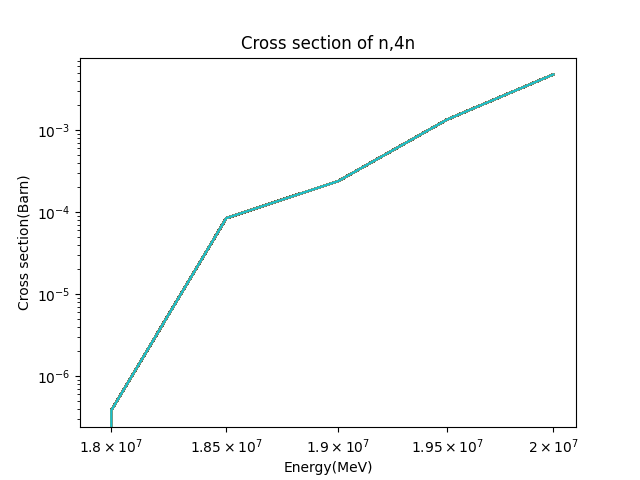 Cross section of n,4n
Cross section(Barn)
10⁻³
10⁻⁴
10⁻⁵
10⁻⁶
1.8 × 10⁷ 1.85 × 10⁷ 1.9 × 10⁷ 1.95 × 10⁷ 2 × 10⁷
Energy(MeV)